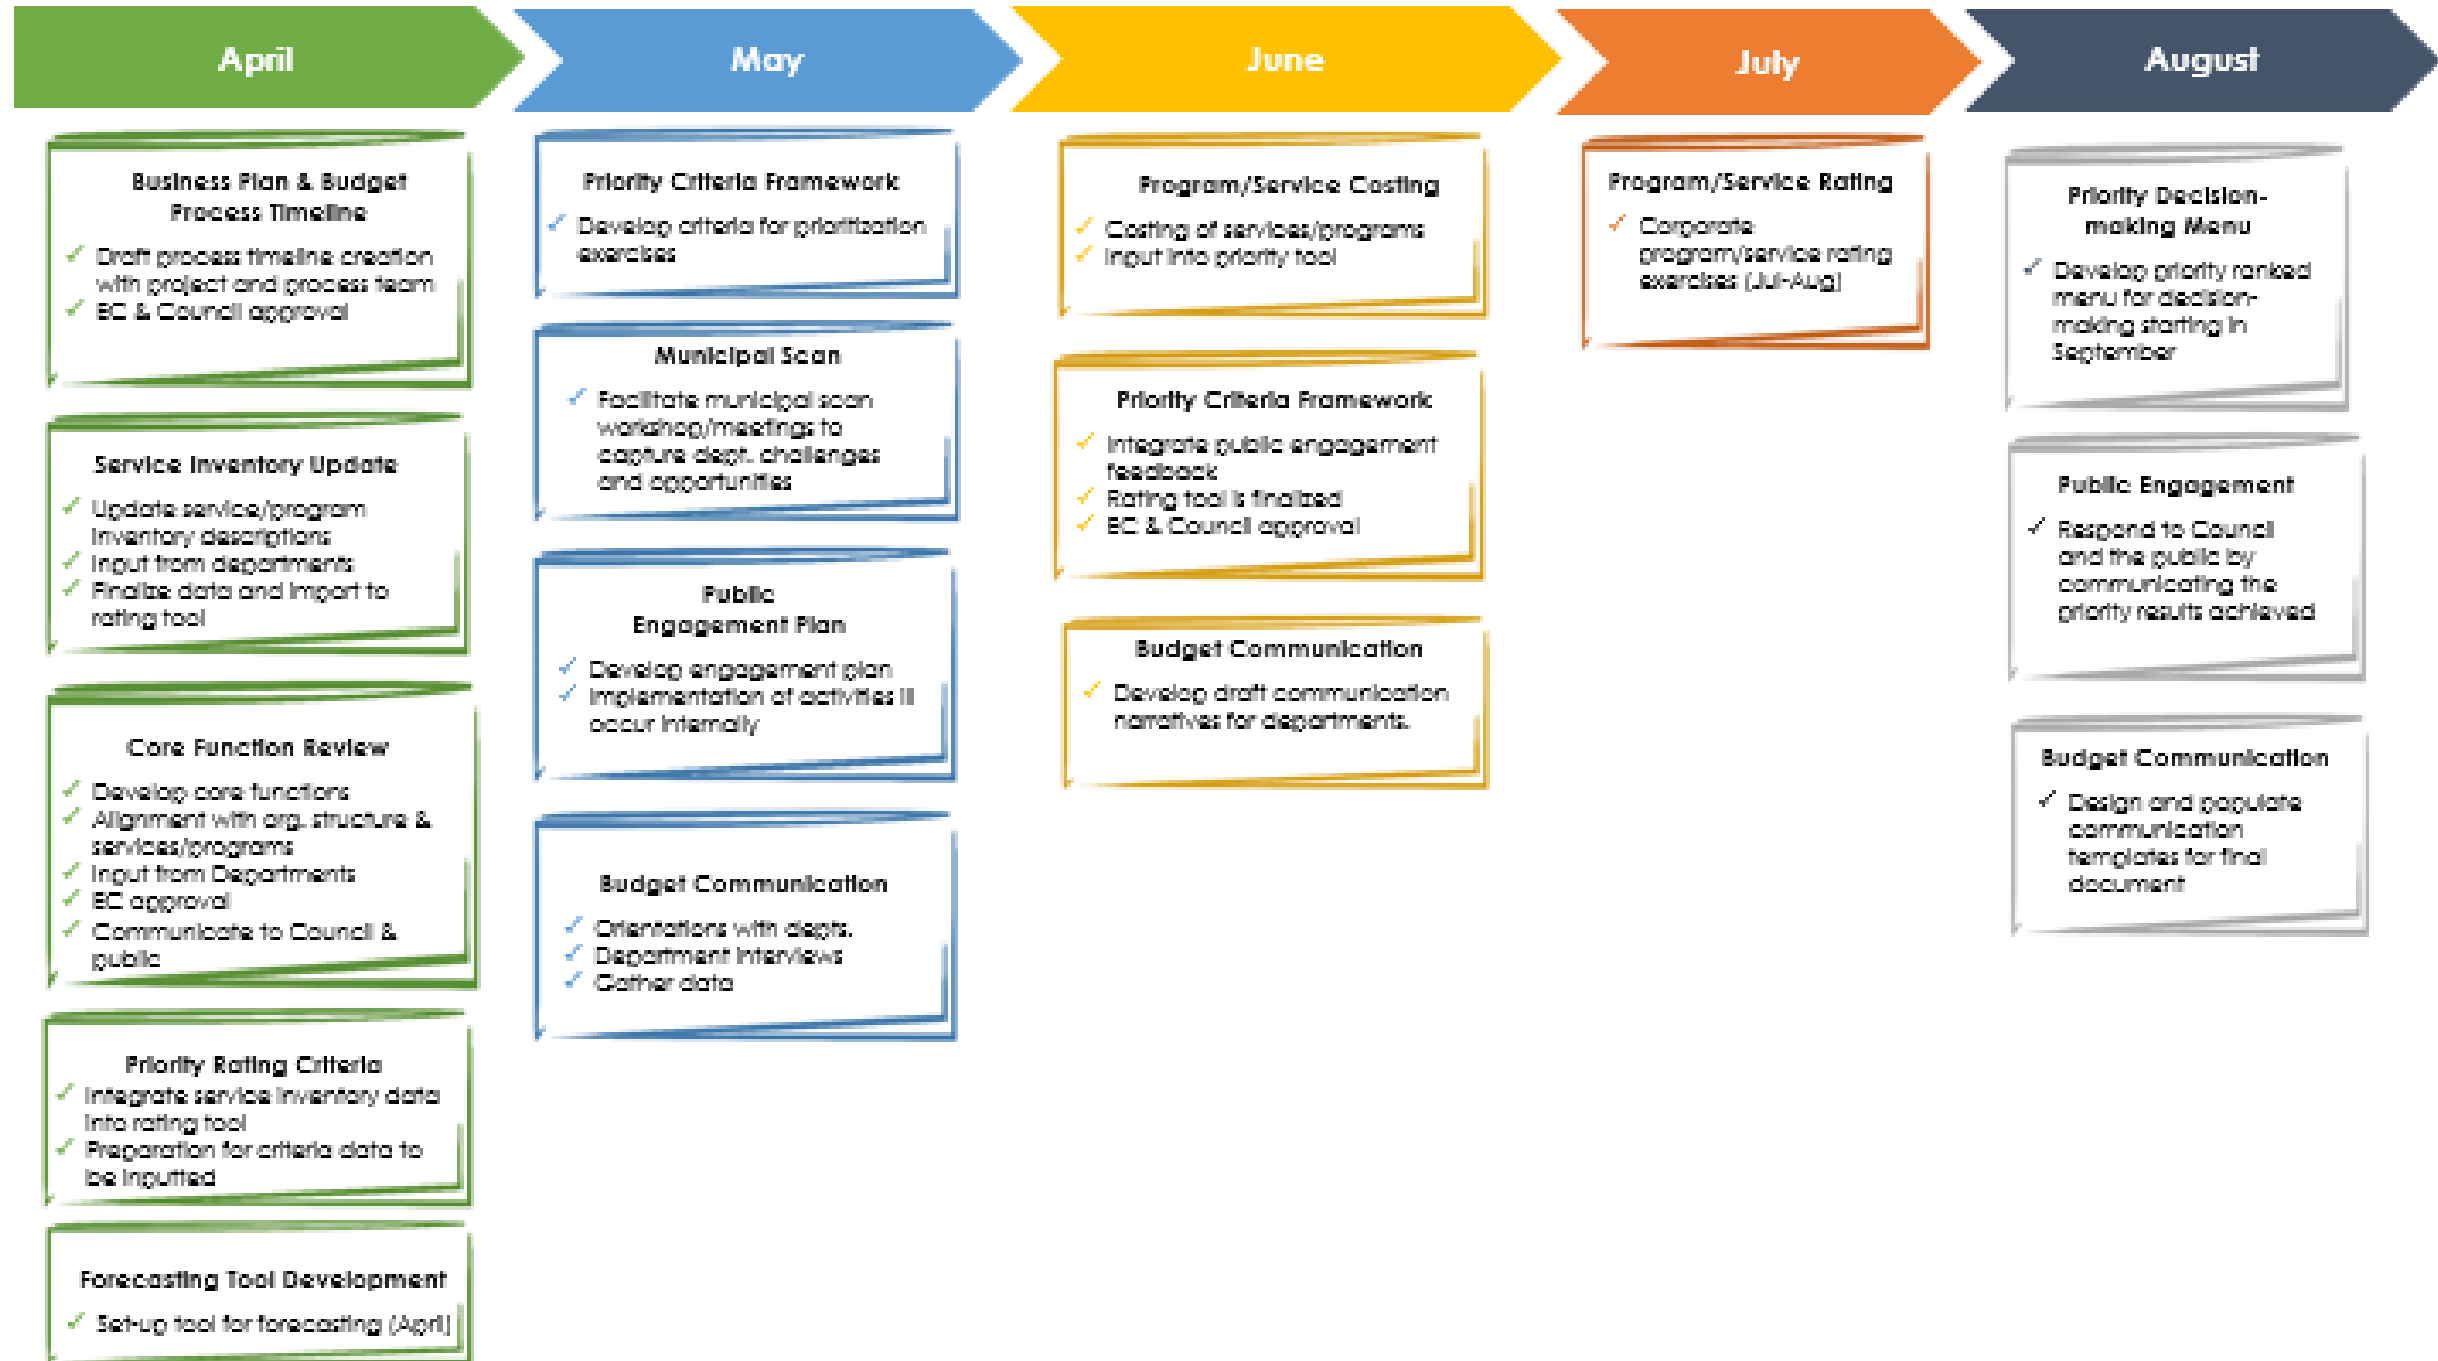 April
May
June
July
August
Business Plan & Budget
Process Timeline
✓ Draft process timeline creation
with project and process team
✓ EC & Council approval
Service Inventory Update
✓ Update service/program
inventory descriptions
✓ Input from departments
✓ Finalize data and import to
rating tool
Core Function Review
✓ Develop core functions
✓ Alignment with org. structure &
services/programs
✓ Input from Departments
✓ EC approval
✓ Communicate to Council &
public
Priority Rating Criteria
✓ Integrate service inventory data
into rating tool
✓ Preparation for criteria data to
be inputted
Forecasting Tool Development
✓ Set-up tool for forecasting (April)
Priority Criteria Framework
✓ Develop criteria for prioritization
exercises
Municipal Scan
✓ Facilitate municipal scan
workshop/meetings to
capture dept. challenges
and opportunities
Public
Engagement Plan
✓ Develop engagement plan
✓ Implementation of activities ill
occur internally
Budget Communication
✓ Orientations with depts.
✓ Department interviews
✓ Gather data
Program/Service Costing
✓ Costing of services/programs
✓ Input into priority tool
Priority Criteria Framework
✓ Integrate public engagement
feedback
✓ Rating tool is finalized
✓ EC & Council approval
Budget Communication
✓ Develop draft communication
narratives for departments.
Program/Service Rating
✓ Corporate
program/service rating
exercises (Jul-Aug)
Priority Decision-
making Menu
✓ Develop priority ranked
menu for decision-
making starting in
September
Public Engagement
✓ Respond to Council
and the public by
communicating the
priority results achieved
Budget Communication
✓ Design and populate
communication
templates for final
document